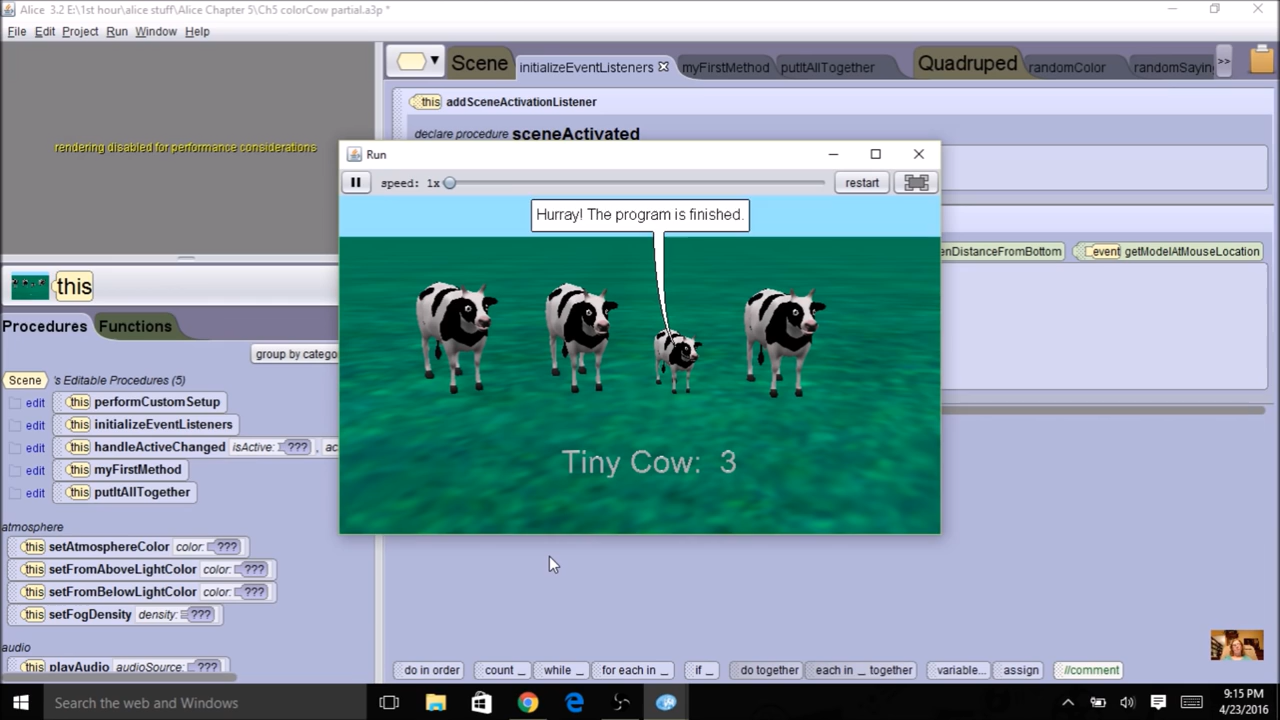 Alice 3.2 E:\1st hour\alice stuff\Alice Chapter 5\Ch5 colorCow partial.a3p *
File Edit Project Run Window Help
Scene initializeEventListeners myFirstMethod putItAllTogether Quadruped randomColor randomSayin >>
this addSceneActivationListener
declare procedure sceneActivated
rendering disabled for performance considerations
Run
speed: 1x restart
Hurray! The program is finished.
enDistanceFromBottom event getModelAtMouseLocation
this
Procedures Functions
group by catego
Scene 's Editable Procedures (5)
edit this performCustomSetup
edit this initializeEventListeners
edit this handleActiveChanged isActive: ??? , ac
edit this myFirstMethod
edit this putItAllTogether
Tiny Cow: 3
atmosphere
this setAtmosphereColor color: ???
this setFromAboveLightColor color: ???
this setFromBelowLightColor color: ???
this setFogDensity density: ???
audio
this playAudio audioSource: ???
do in order count _ while _ for each in _ if _ do together each in _ together variable... assign //comment
Search the web and Windows
9:15 PM
4/23/2016